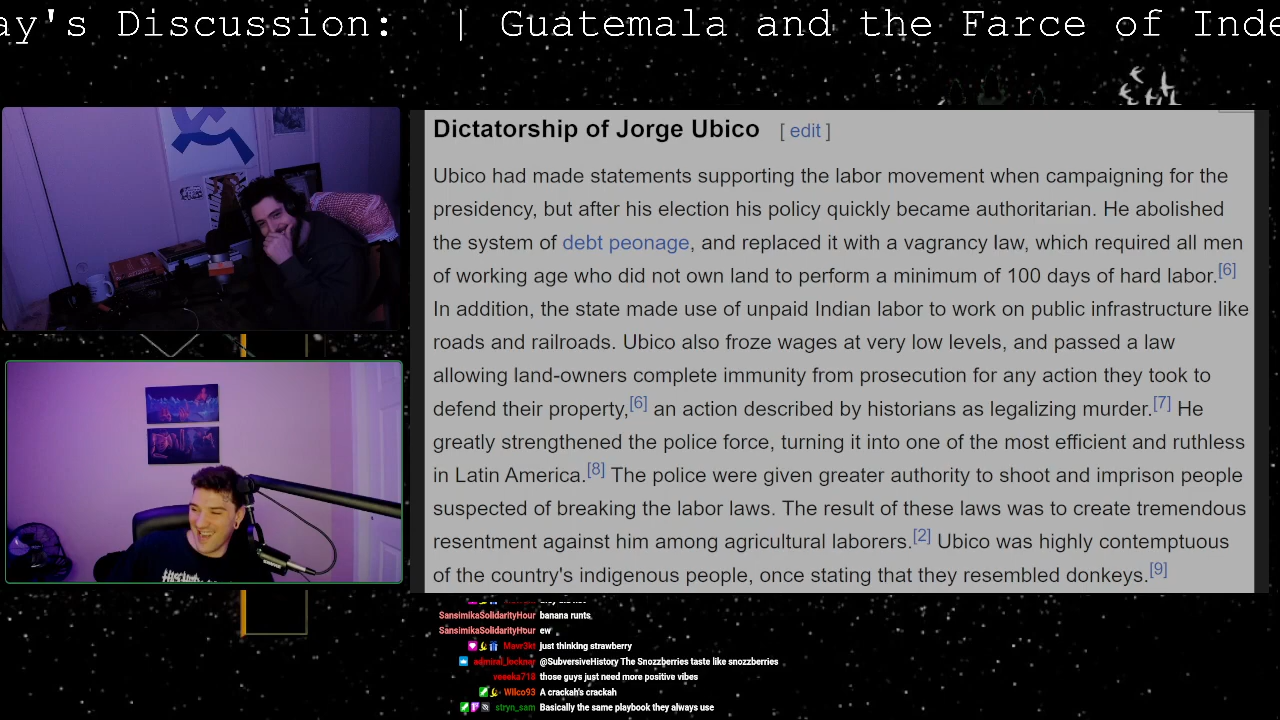 ay's Discussion: | Guatemala and the Farce of Inde
Dictatorship of Jorge Ubico [ edit ]
Ubico had made statements supporting the labor movement when campaigning for the
presidency, but after his election his policy quickly became authoritarian. He abolished
the system of debt peonage, and replaced it with a vagrancy law, which required all men
of working age who did not own land to perform a minimum of 100 days of hard labor.[6]
In addition, the state made use of unpaid Indian labor to work on public infrastructure like
roads and railroads. Ubico also froze wages at very low levels, and passed a law
allowing land-owners complete immunity from prosecution for any action they took to
defend their property,[6] an action described by historians as legalizing murder.[7] He
greatly strengthened the police force, turning it into one of the most efficient and ruthless
in Latin America.[8] The police were given greater authority to shoot and imprison people
suspected of breaking the labor laws. The result of these laws was to create tremendous
resentment against him among agricultural laborers.[2] Ubico was highly contemptuous
of the country's indigenous people, once stating that they resembled donkeys.[9]
SansimikaSolidarityHour banana runts
SansimikaSolidarityHour ew
Mavr3kt just thinking strawberry
@SubversiveHistory The Snozzberries taste like snozzberries
veeeka718 those guys just need more positive vibes
Wilco93 A crackah's crackah
stryn_sam Basically the same playbook they always use